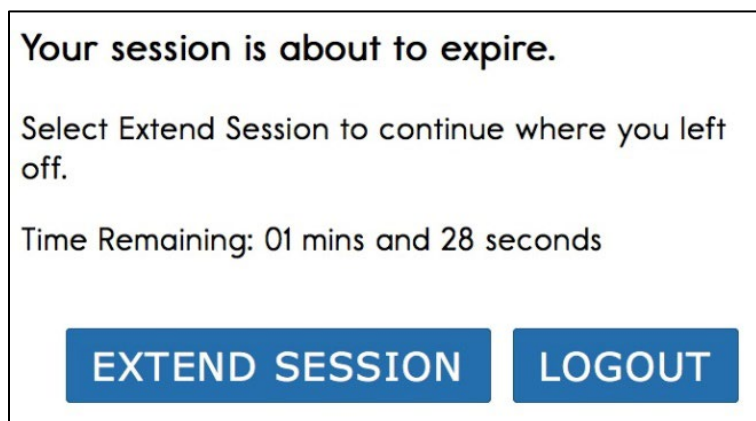 Your session is about to expire.
Select Extend Session to continue where you left
off.
Time Remaining: 01 mins and 28 seconds
EXTEND SESSION LOGOUT